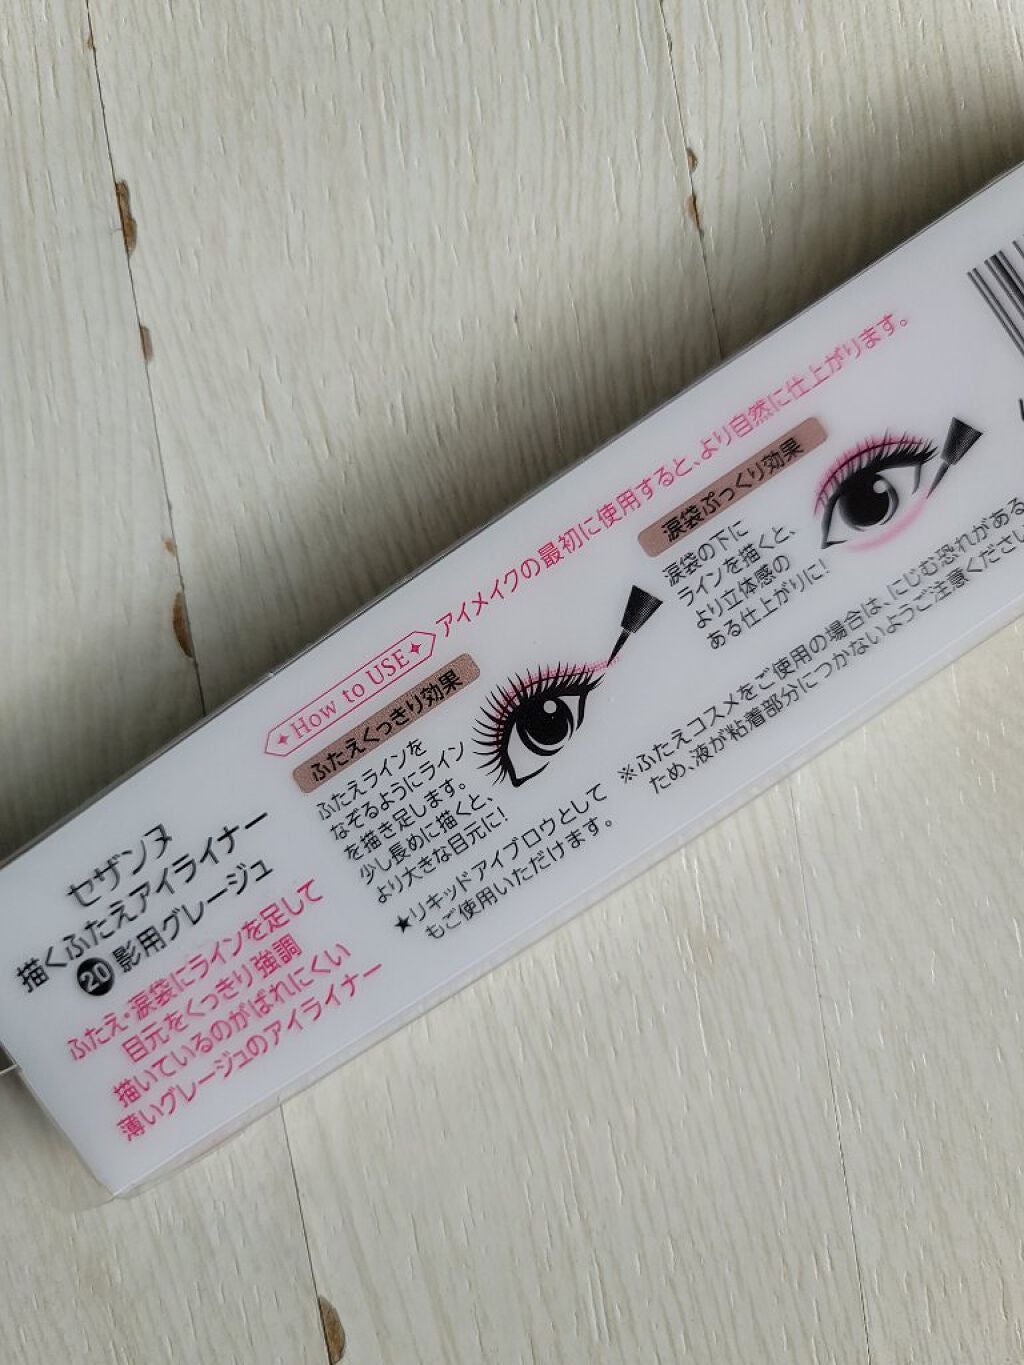 セザンヌ
描くふたえアイライナー
20 影用グレージュ
ふたえ・涙袋にラインを足して
目元をくっきり強調
描いているのがばれにくい
薄いグレージュのアイライナー
How to USE
アイメイクの最初に使用すると、より自然に仕上がります。
ふたえくっきり効果
ふたえラインを
なぞるようにライン
を描き足します。
少し長めに描くと、
より大きな目元に!
★リキッドアイブロウとして
もご使用いただけます。
涙袋ぷっくり効果
涙袋の下に
ラインを描くと、
より立体感の
ある仕上がりに!
※ふたえコスメをご使用の場合は、にじむ恐れがある
ため、液が粘着部分につかないようご注意ください